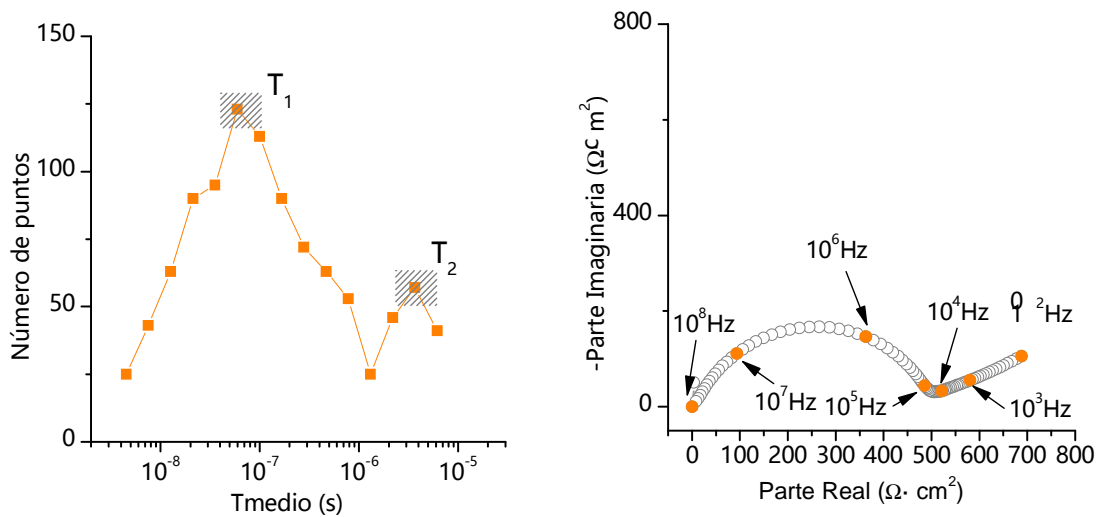 150
100
50
0
Número de puntos
T₁
T₂
10⁻⁸
10⁻⁷
10⁻⁶
10⁻⁵
Tmedio (s)
800
400
0
-Parte Imaginaria (Ω c m²)
10⁸Hz
10⁷Hz
10⁶Hz
10⁵Hz
10⁴Hz
10³Hz
10²Hz
0 100 200 300 400 500 600 700 800
Parte Real (Ω· cm²)